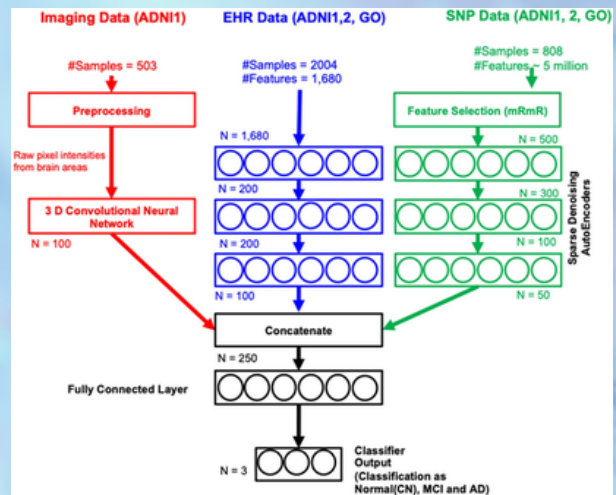 Imaging Data (ADNI1)
#Samples = 503
Preprocessing
Raw pixel intensities
from brain areas
3 D Convolutional Neural
Network
N = 100
EHR Data (ADNI1,2, GO)
#Samples = 2004
#Features = 1,680
N = 1,680
N = 200
N = 200
N = 100
SNP Data (ADNI1, 2, GO)
#Samples = 808
#Features ~ 5 million
Feature Selection (mRmR)
N = 500
N = 300
N = 100
N = 50
Sparse Denoising
AutoEncoders
Concatenate
N = 250
Fully Connected Layer
N = 3
Classifier
Output
(Classification as
Normal(CN), MCI and AD)